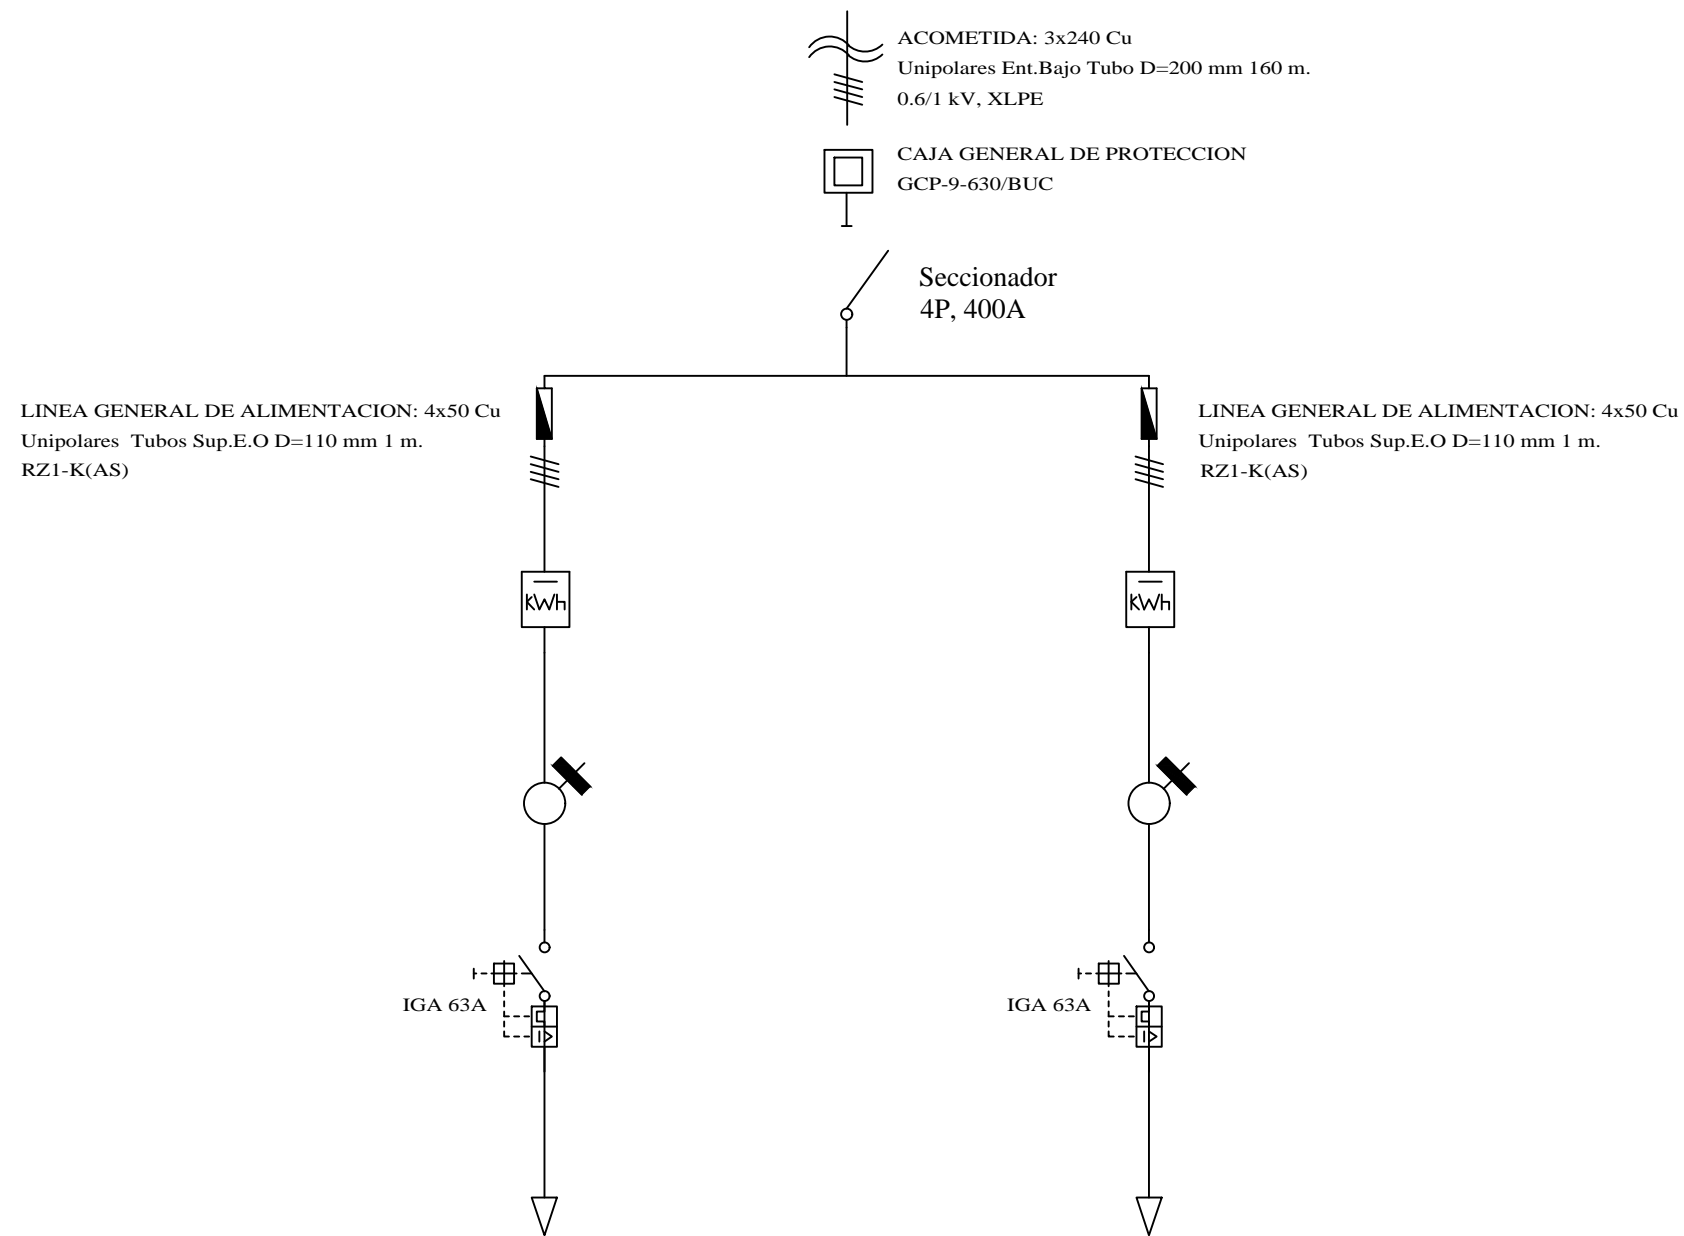 ACOMETIDA: 3x240 Cu
Unipolares Ent.Bajo Tubo D=200 mm 160 m.
0.6/1 kV, XLPE
CAJA GENERAL DE PROTECCION
GCP-9-630/BUC
Seccionador
4P, 400A
LINEA GENERAL DE ALIMENTACION: 4x50 Cu
Unipolares Tubos Sup.E.O D=110 mm 1 m.
RZ1-K(AS)
LINEA GENERAL DE ALIMENTACION: 4x50 Cu
Unipolares Tubos Sup.E.O D=110 mm 1 m.
RZ1-K(AS)
kWh
kWh
IGA 63A
I>
IGA 63A
I>